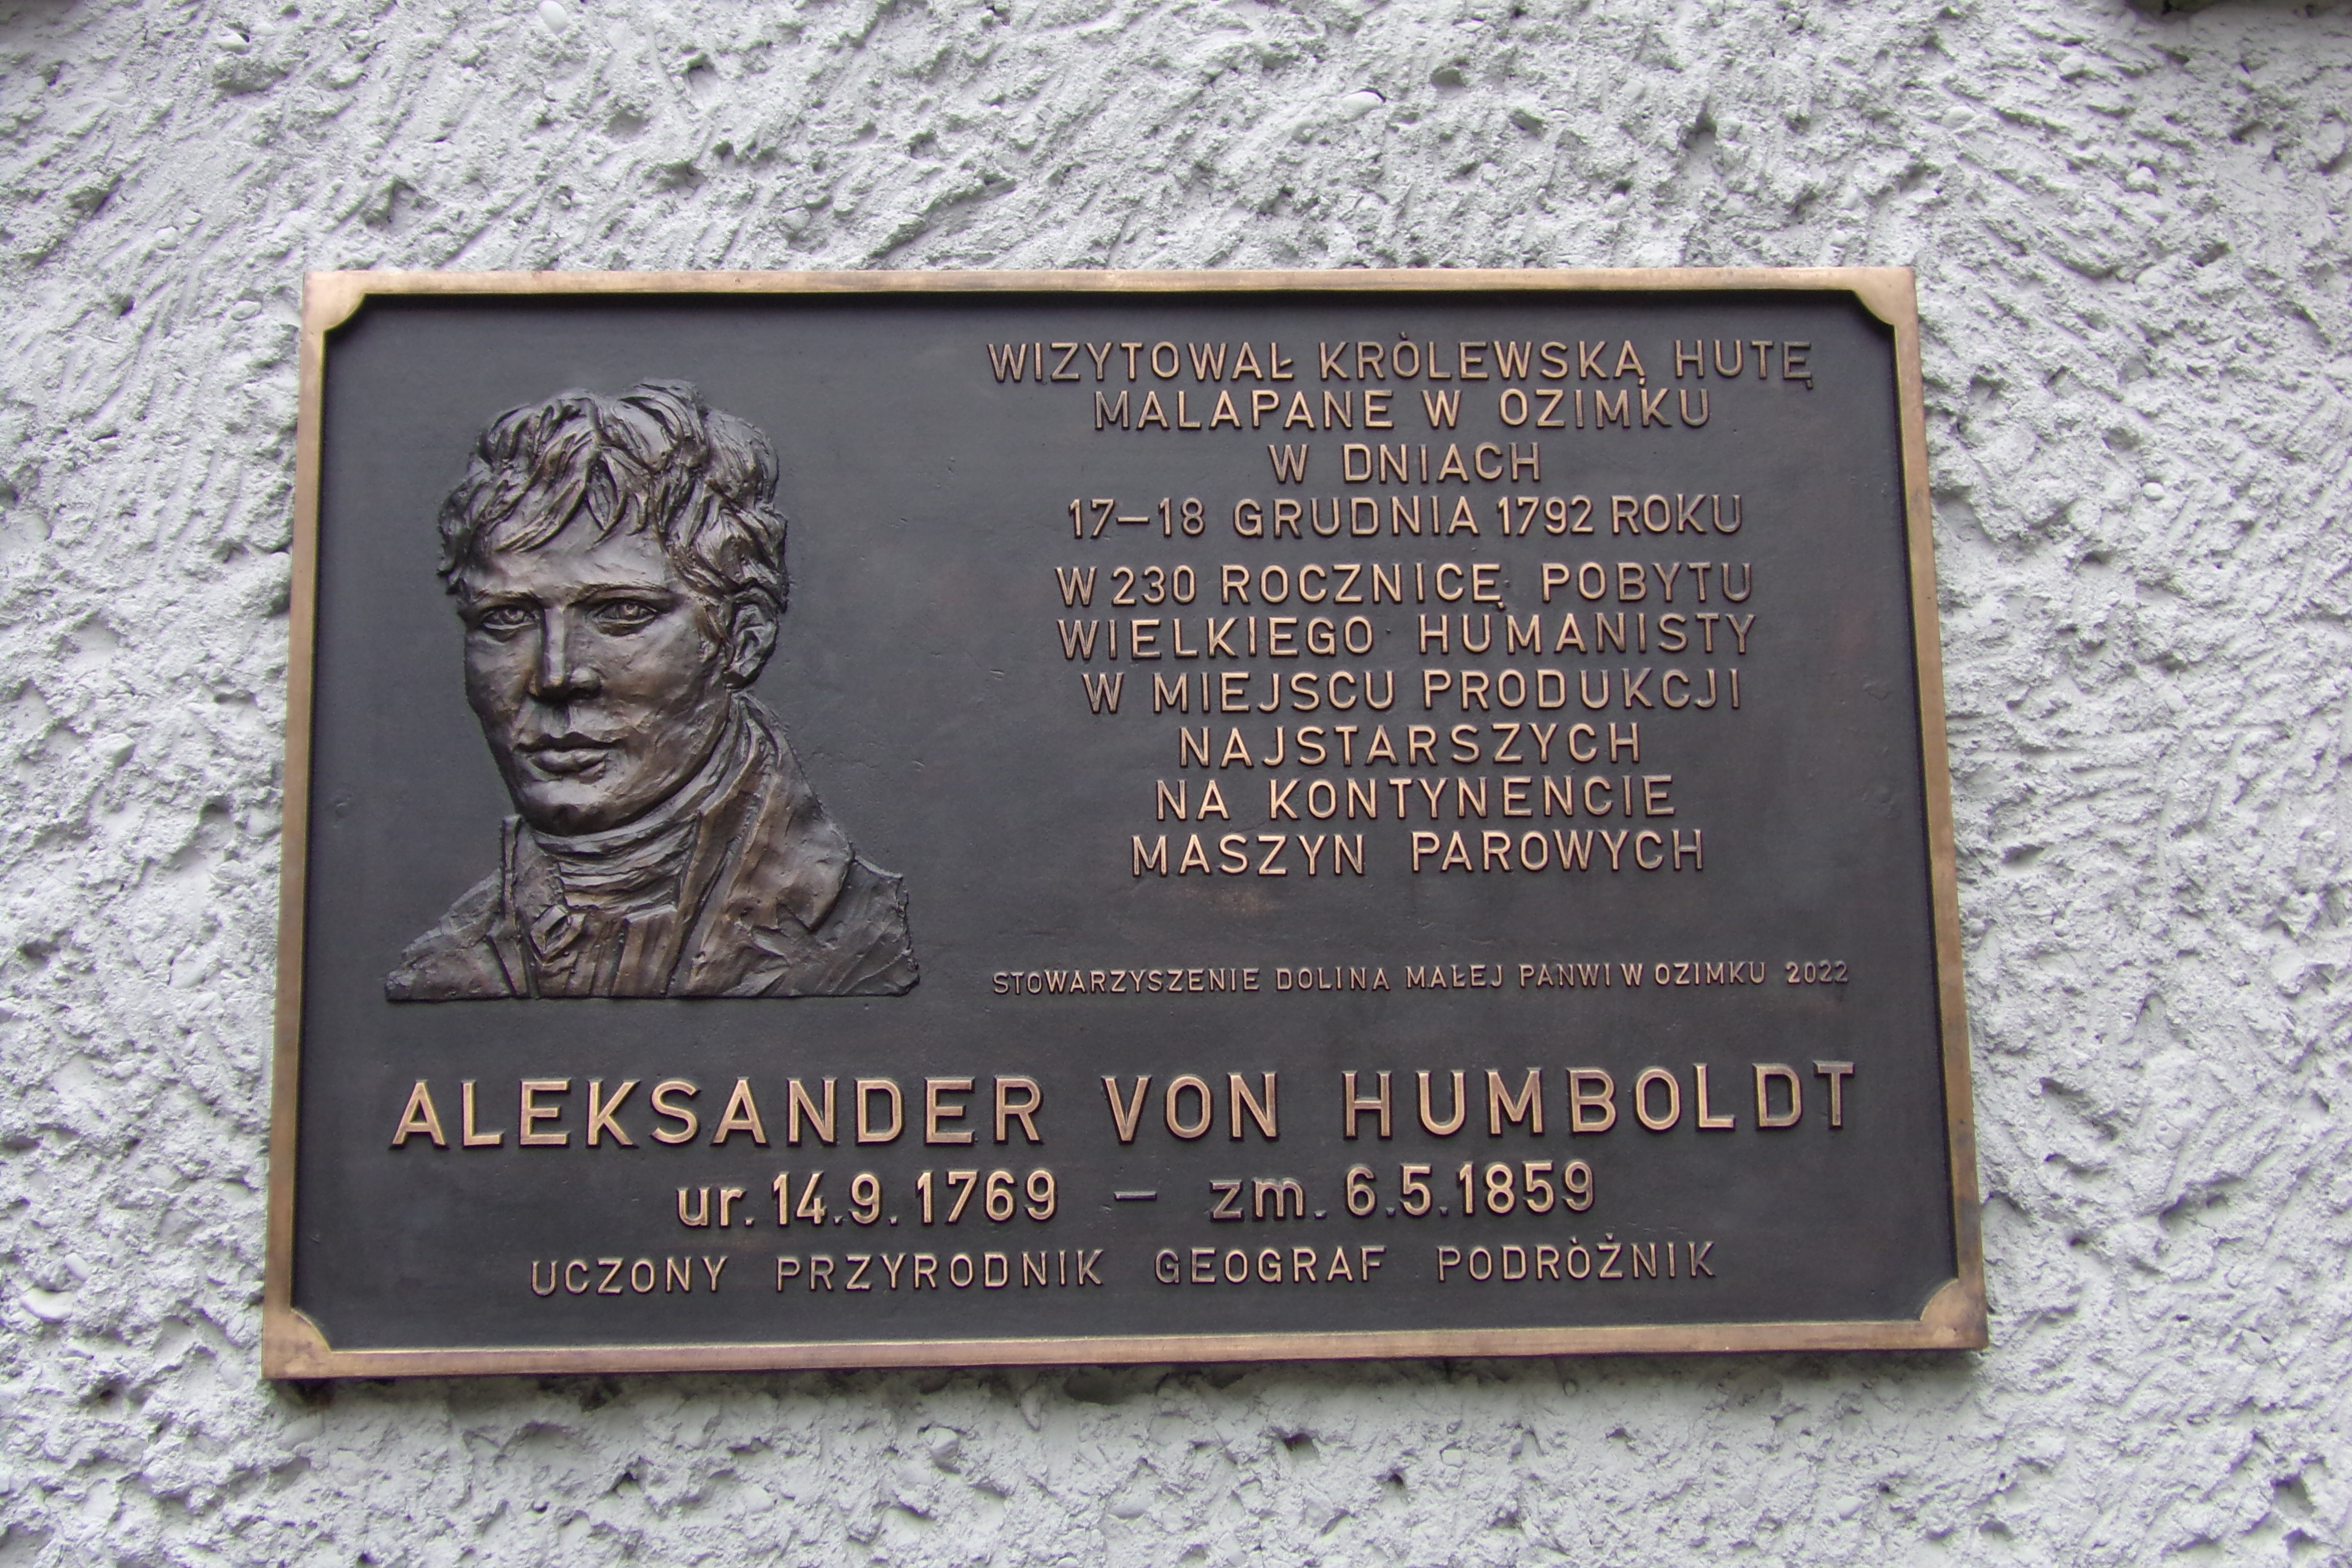 WIZYTOWAŁ KRÒLEWSKĄ HUTĘ
MALAPANE W OZIMKU
W DNIACH
17–18 GRUDNIA 1792 ROKU
W 230 ROCZNICĘ POBYTU
WIELKIEGO HUMANISTY
W MIEJSCU PRODUKCJI
NAJSTARSZYCH
NA KONTYNENCIE
MASZYN PAROWYCH
STOWARZYSZENIE DOLINA MAŁEJ PANWI W OZIMKU 2022
ALEKSANDER VON HUMBOLDT
ur. 14.9.1769 – zm. 6.5.1859
UCZONY PRZYRODNIK GEOGRAF PODRÒŻNIK